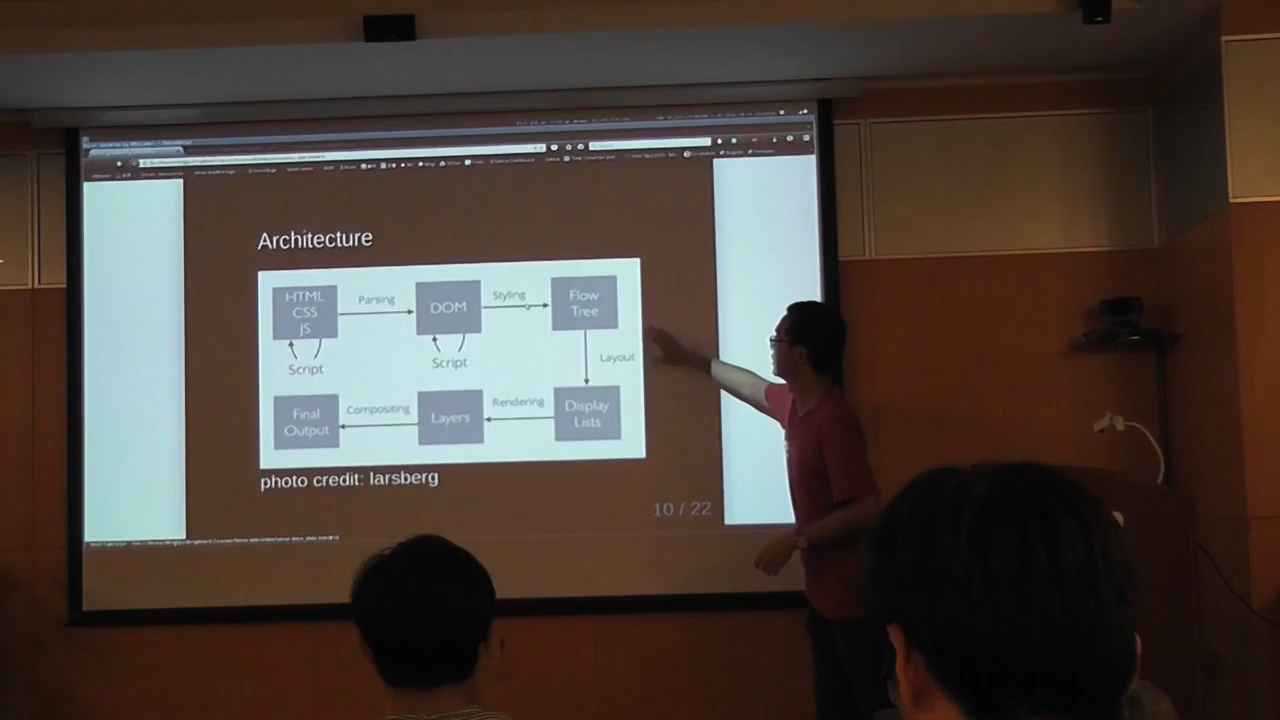 Architecture
HTML
CSS
JS
Parsing
DOM
Styling
Flow
Tree
Script
Script
Layout
Final
Output
Compositing
Layers
Rendering
Display
Lists
photo credit: larsberg
10 / 22